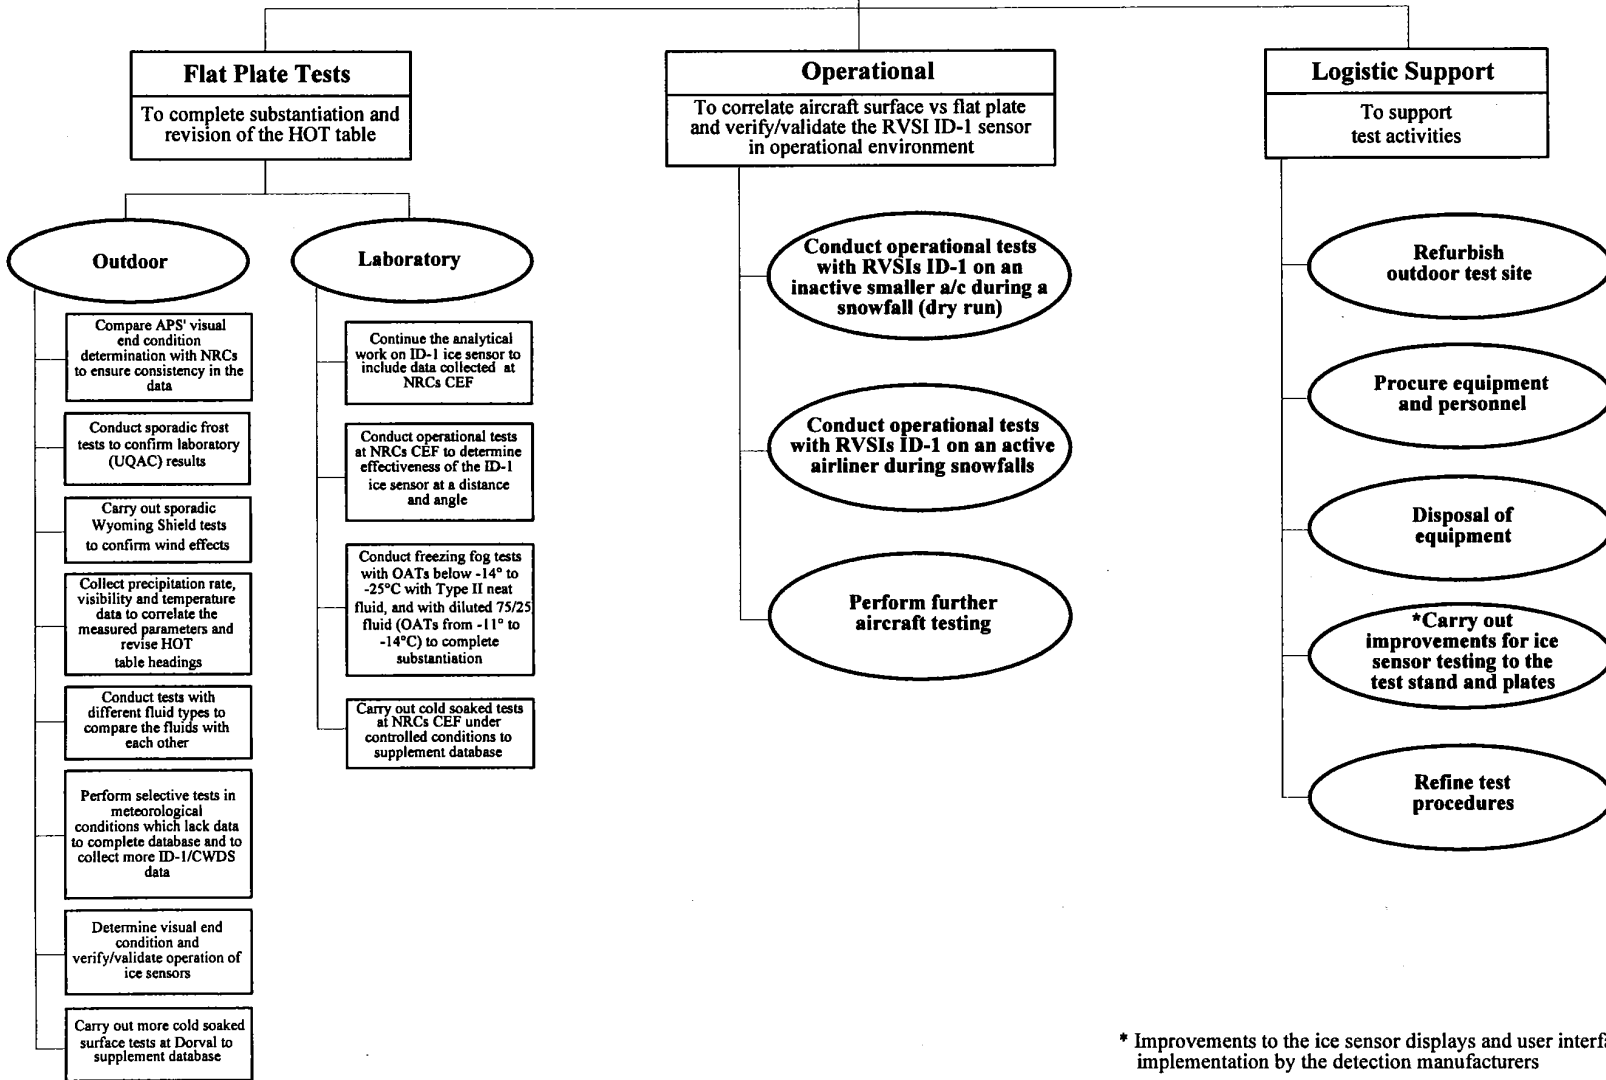 Flat Plate Tests
To complete substantiation and
revision of the HOT table
Outdoor
Compare APS' visual
end condition
determination with NRCs
to ensure consistency in the
data
Conduct sporadic frost
tests to confirm laboratory
(UQAC) results
Carry out sporadic
Wyoming Shield tests
to confirm wind effects
Collect precipitation rate,
visibility and temperature
data to correlate the
measured parameters and
revise HOT
table headings
Conduct tests with
different fluid types to
compare the fluids with
each other
Perform selective tests in
meteorological
conditions which lack data
to complete database and to
collect more ID-1/CWDS
data
Determine visual end
condition and
verify/validate operation of
ice sensors
Carry out more cold soaked
surface tests at Dorval to
supplement database
Laboratory
Continue the analytical
work on ID-1 ice sensor to
include data collected at
NRCs CEF
Conduct operational tests
at NRCs CEF to determine
effectiveness of the ID-1
ice sensor at a distance
and angle
Conduct freezing fog tests
with OATs below -14° to
-25°C with Type II neat
fluid, and with diluted 75/25
fluid (OATs from -11° to
-14°C) to complete
substantiation
Carry out cold soaked tests
at NRCs CEF under
controlled conditions to
supplement database
Operational
To correlate aircraft surface vs flat plate
and verify/validate the RVSI ID-1 sensor
in operational environment
Conduct operational tests
with RVSIs ID-1 on an
inactive smaller a/c during a
snowfall (dry run)
Conduct operational tests
with RVSIs ID-1 on an active
airliner during snowfalls
Perform further
aircraft testing
Logistic Support
To support
test activities
Refurbish
outdoor test site
Procure equipment
and personnel
Disposal of
equipment
*Carry out
improvements for ice
sensor testing to the
test stand and plates
Refine test
procedures
* Improvements to the ice sensor displays and user
implementation by the detection manufacturers